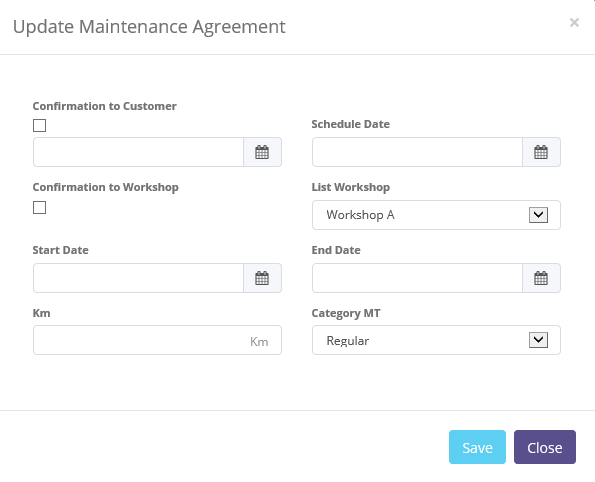 Update Maintenance Agreement
×
Confirmation to Customer
Schedule Date
Confirmation to Workshop
List Workshop
Workshop A
Start Date
End Date
Km
Category MT
Km
Regular
Save
Close